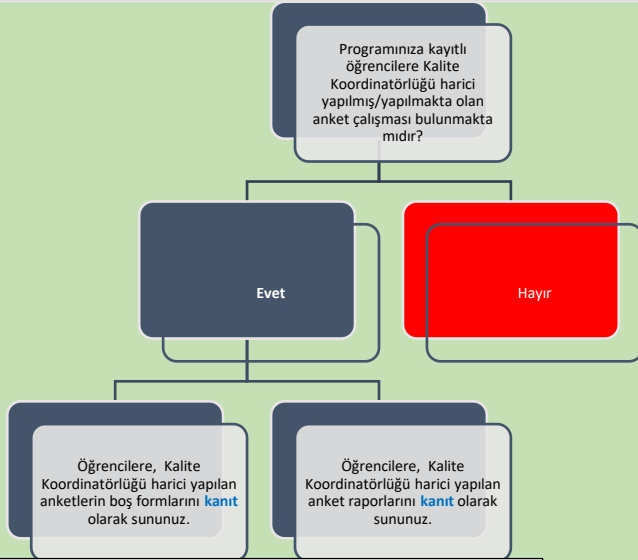 Programınıza kayıtlı
öğrencilere Kalite
Koordinatörlüğü harici
yapılmış/yapılmakta olan
anket çalışması bulunmakta
mıdır?
Evet
Hayır
Öğrencilere, Kalite
Koordinatörlüğü harici yapılan
anketlerin boş formlarını kanıt
olarak sununuz.
Öğrencilere, Kalite
Koordinatörlüğü harici yapılan
anket raporlarını kanıt olarak
sununuz.